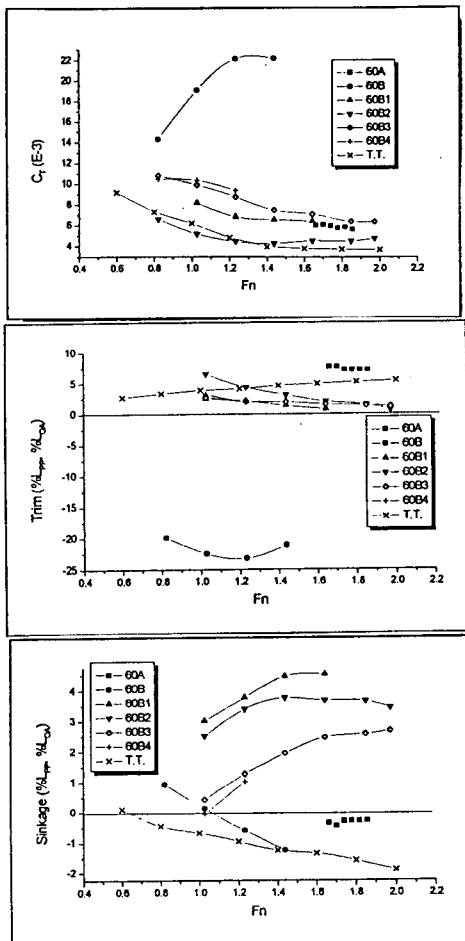 22
20
18
16
14
12
10
8
6
4
C_T (E-3)
60A
60B
60B1
60B2
60B3
60B4
T.T.
0.4 0.6 0.8 1.0 1.2 1.4 1.6 1.8 2.0 2.2
Fn
10
5
0
-5
-10
-15
-20
-25
Trim (%L_PP, %L_OA)
60A
60B
60B1
60B2
60B3
60B4
T.T.
0.4 0.6 0.8 1.0 1.2 1.4 1.6 1.8 2.0 2.2
Fn
4
2
0
-1
-2
Sinkage (%L_PP, %L_OA)
60A
60B
60B1
60B2
60B3
60B4
T.T.
0.4 0.6 0.8 1.0 1.2 1.4 1.6 1.8 2.0 2.2
Fn